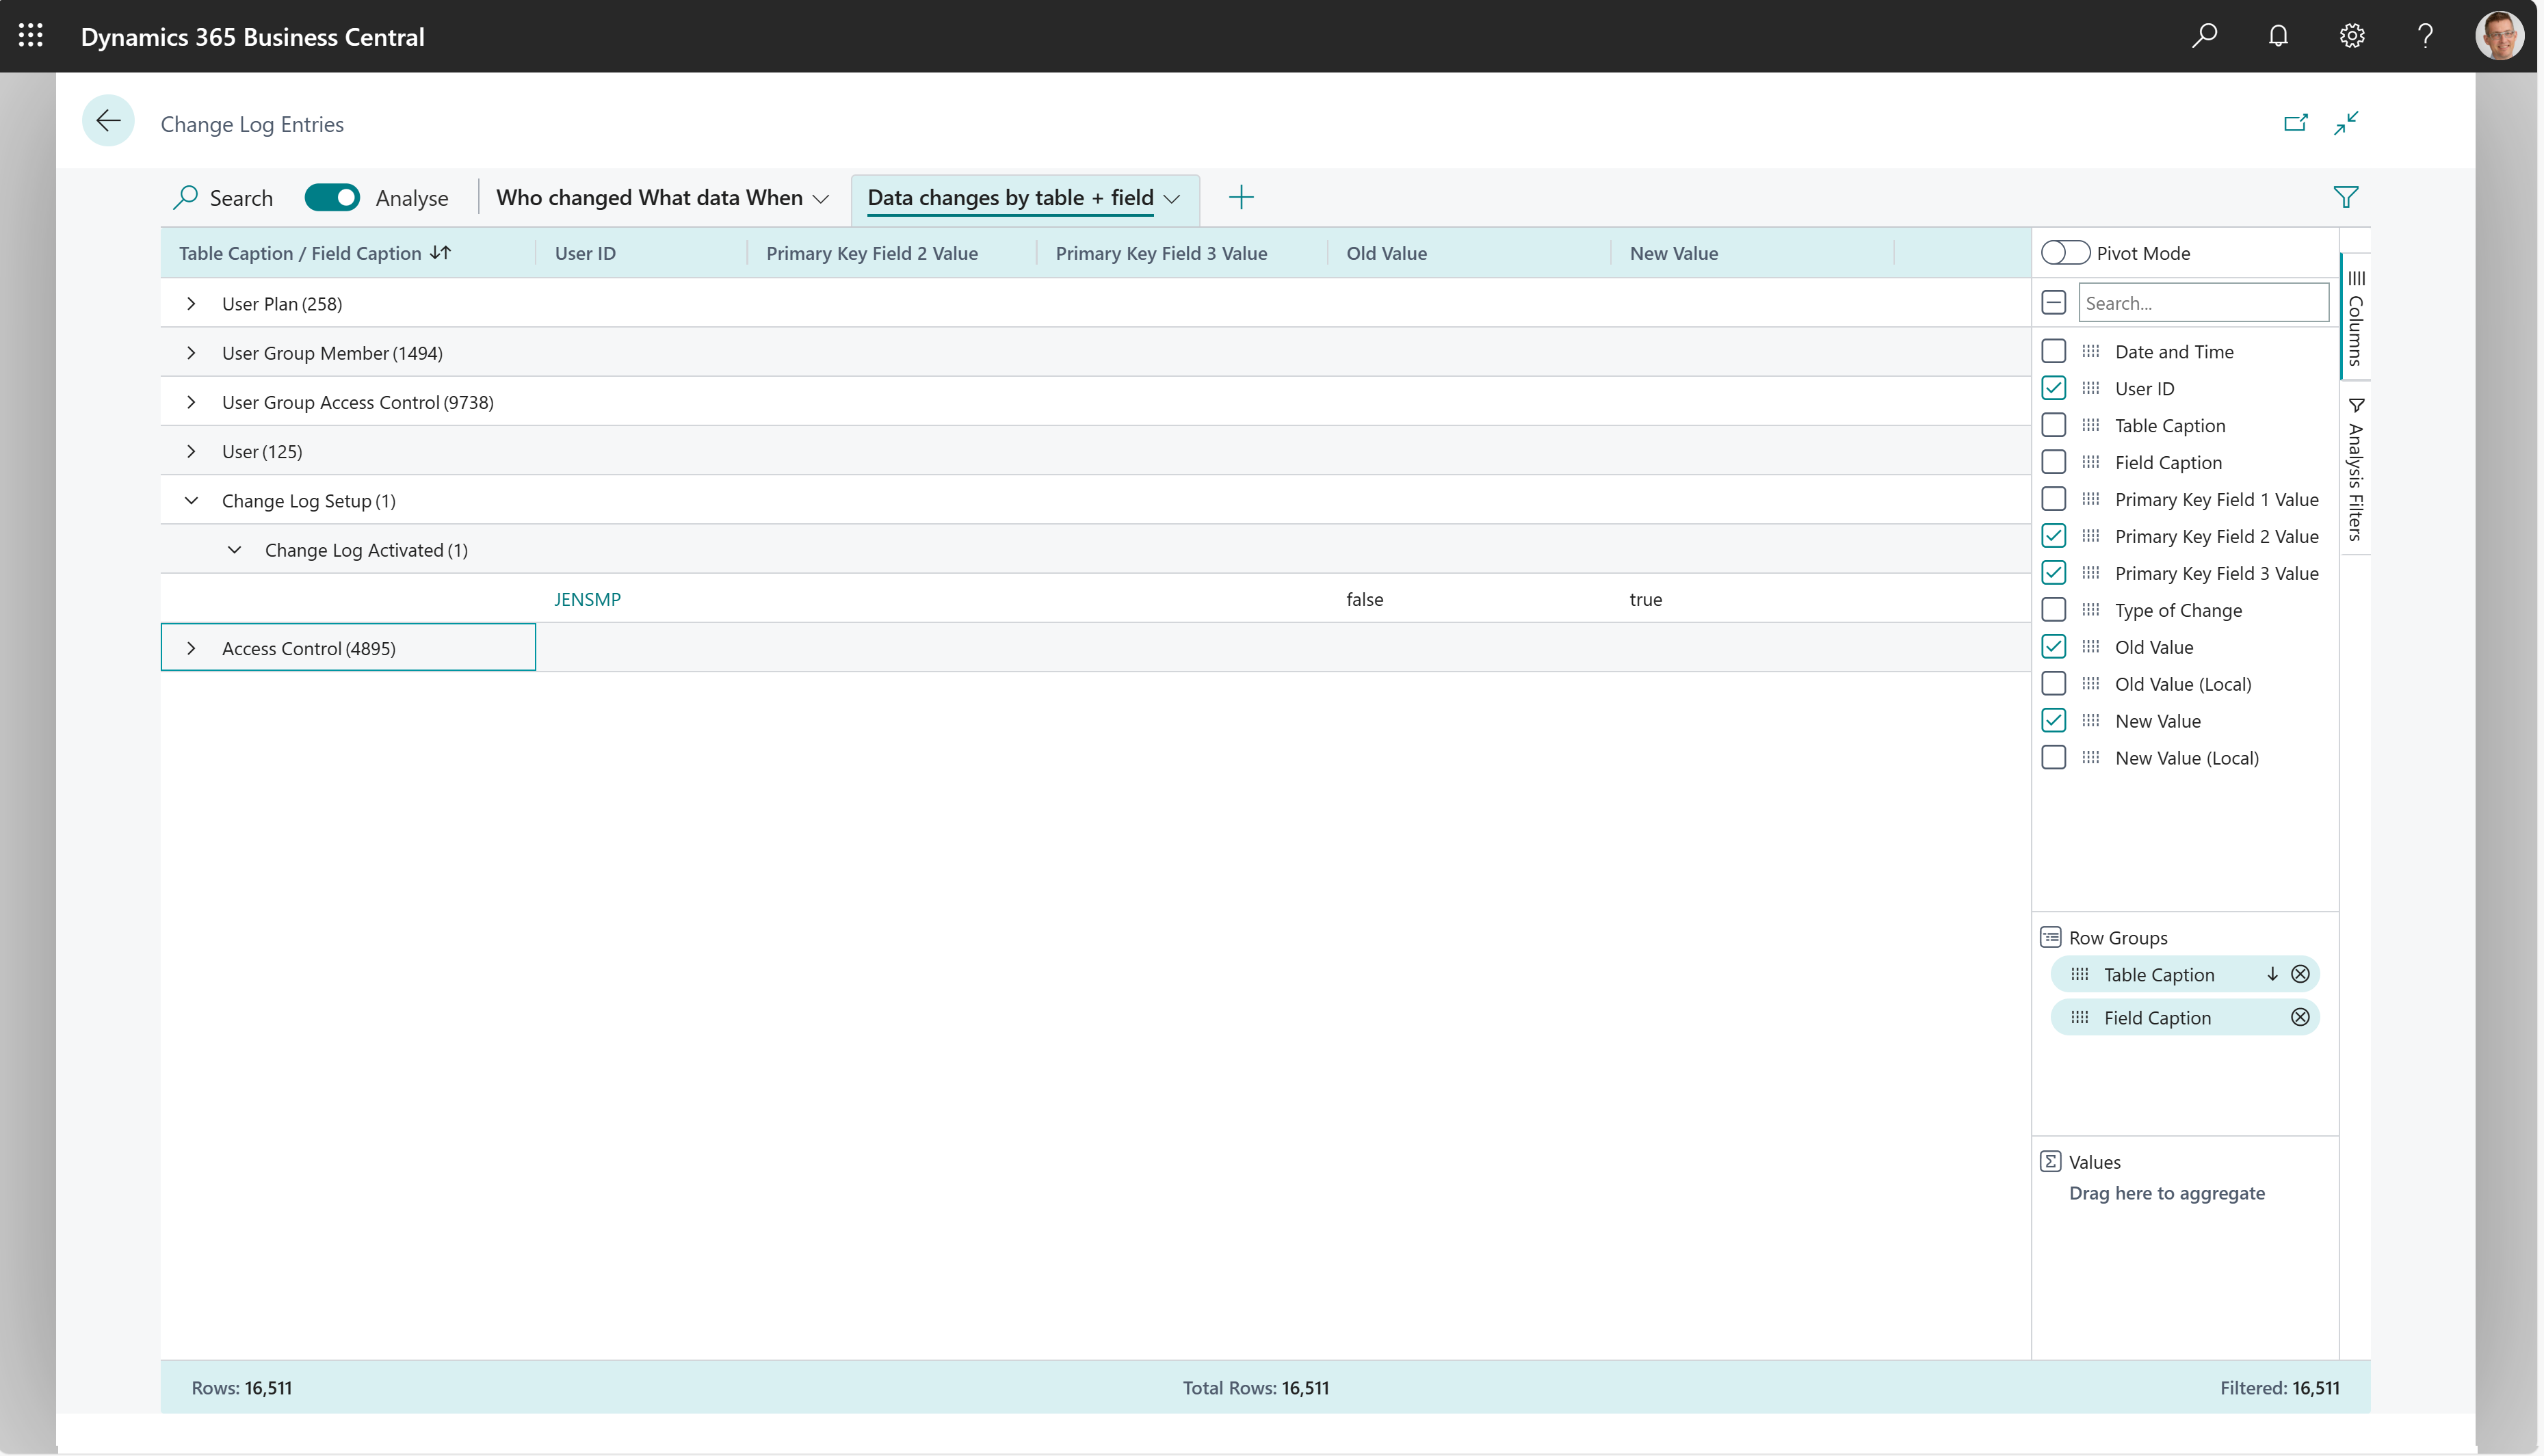 Dynamics 365 Business Central
Change Log Entries
Search
Analyse
Who changed What data When
Data changes by table + field
Table Caption / Field Caption
User ID
Primary Key Field 2 Value
Primary Key Field 3 Value
Old Value
New Value
User Plan (258)
User Group Member (1494)
User Group Access Control (9738)
User (125)
Change Log Setup (1)
Change Log Activated (1)
JENSMP
false
true
Access Control (4895)
Pivot Mode
Search...
Date and Time
User ID
Table Caption
Field Caption
Primary Key Field 1 Value
Primary Key Field 2 Value
Primary Key Field 3 Value
Type of Change
Old Value
Old Value (Local)
New Value
New Value (Local)
Row Groups
Table Caption
Field Caption
Values
Drag here to aggregate
Columns
Analysis Filters
Rows: 16,511
Total Rows: 16,511
Filtered: 16,511